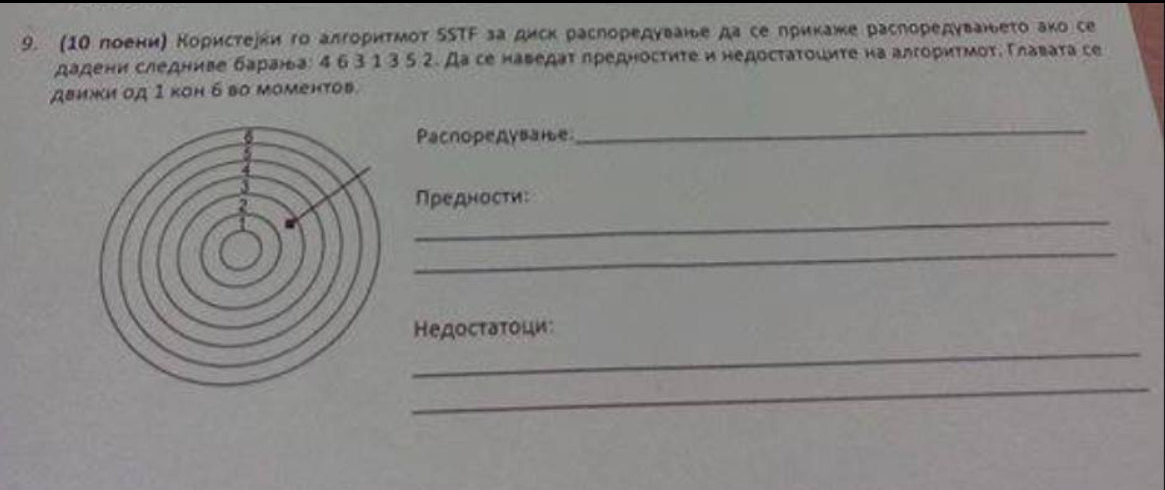 9. (10 поени) Користејќи го алгоритмот SSTF за диск распоредување да се прикаже распоредувањето ако се
дадени следниве барања: 4 6 3 1 3 5 2. Да се наведат предностите и недостатоците на алгоритмот. Главата се
движи од 1 кон 6 во моментов.
6
5
4
3
2
1
Распоредување:
Предности:
Недостатоци: